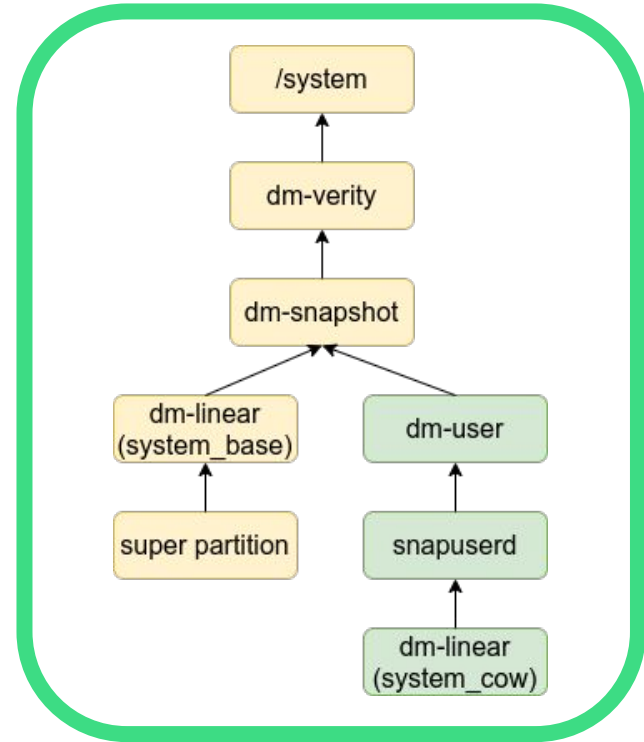 /system
dm-verity
dm-snapshot
dm-linear
(system_base)
dm-user
super partition
snapuserd
dm-linear
(system_cow)